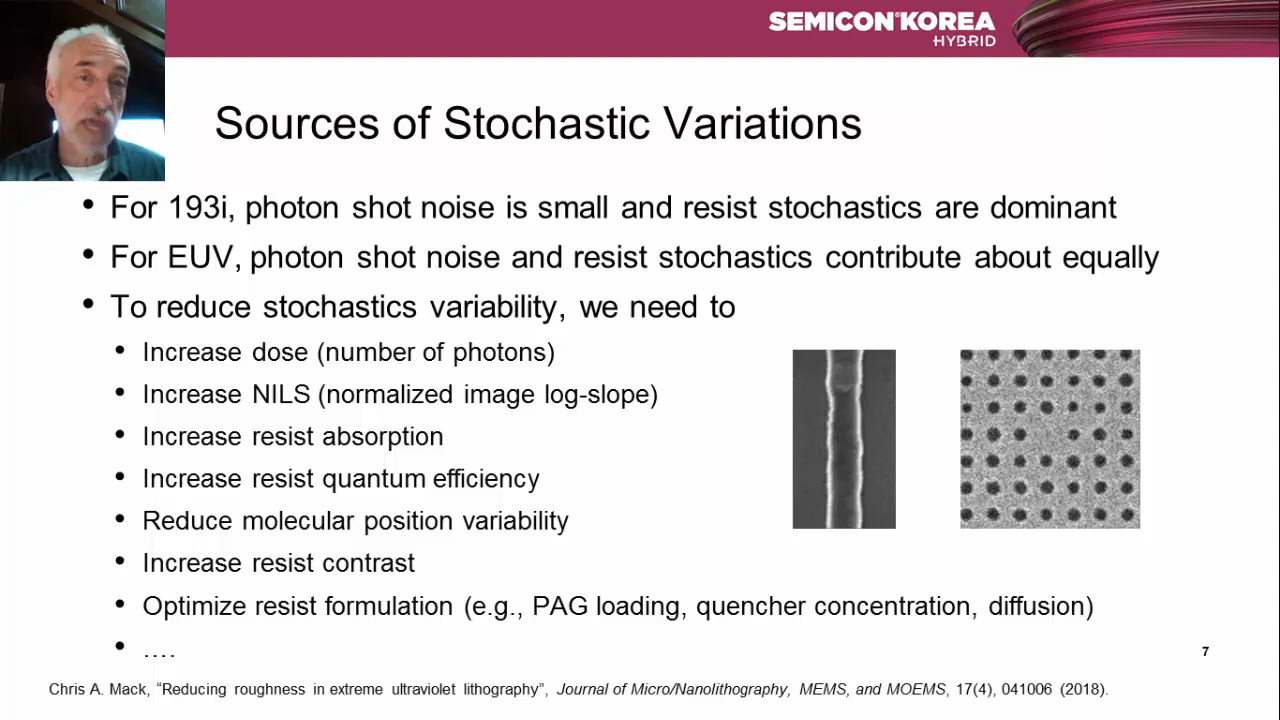 SEMICON®KOREA
HYBRID
Sources of Stochastic Variations
• For 193i, photon shot noise is small and resist stochastics are dominant
• For EUV, photon shot noise and resist stochastics contribute about equally
• To reduce stochastics variability, we need to
• Increase dose (number of photons)
• Increase NILS (normalized image log-slope)
• Increase resist absorption
• Increase resist quantum efficiency
• Reduce molecular position variability
• Increase resist contrast
• Optimize resist formulation (e.g., PAG loading, quencher concentration, diffusion)
• ....
7
Chris A. Mack, “Reducing roughness in extreme ultraviolet lithography”, Journal of Micro/Nanolithography, MEMS, and MOEMS, 17(4), 041006 (2018).